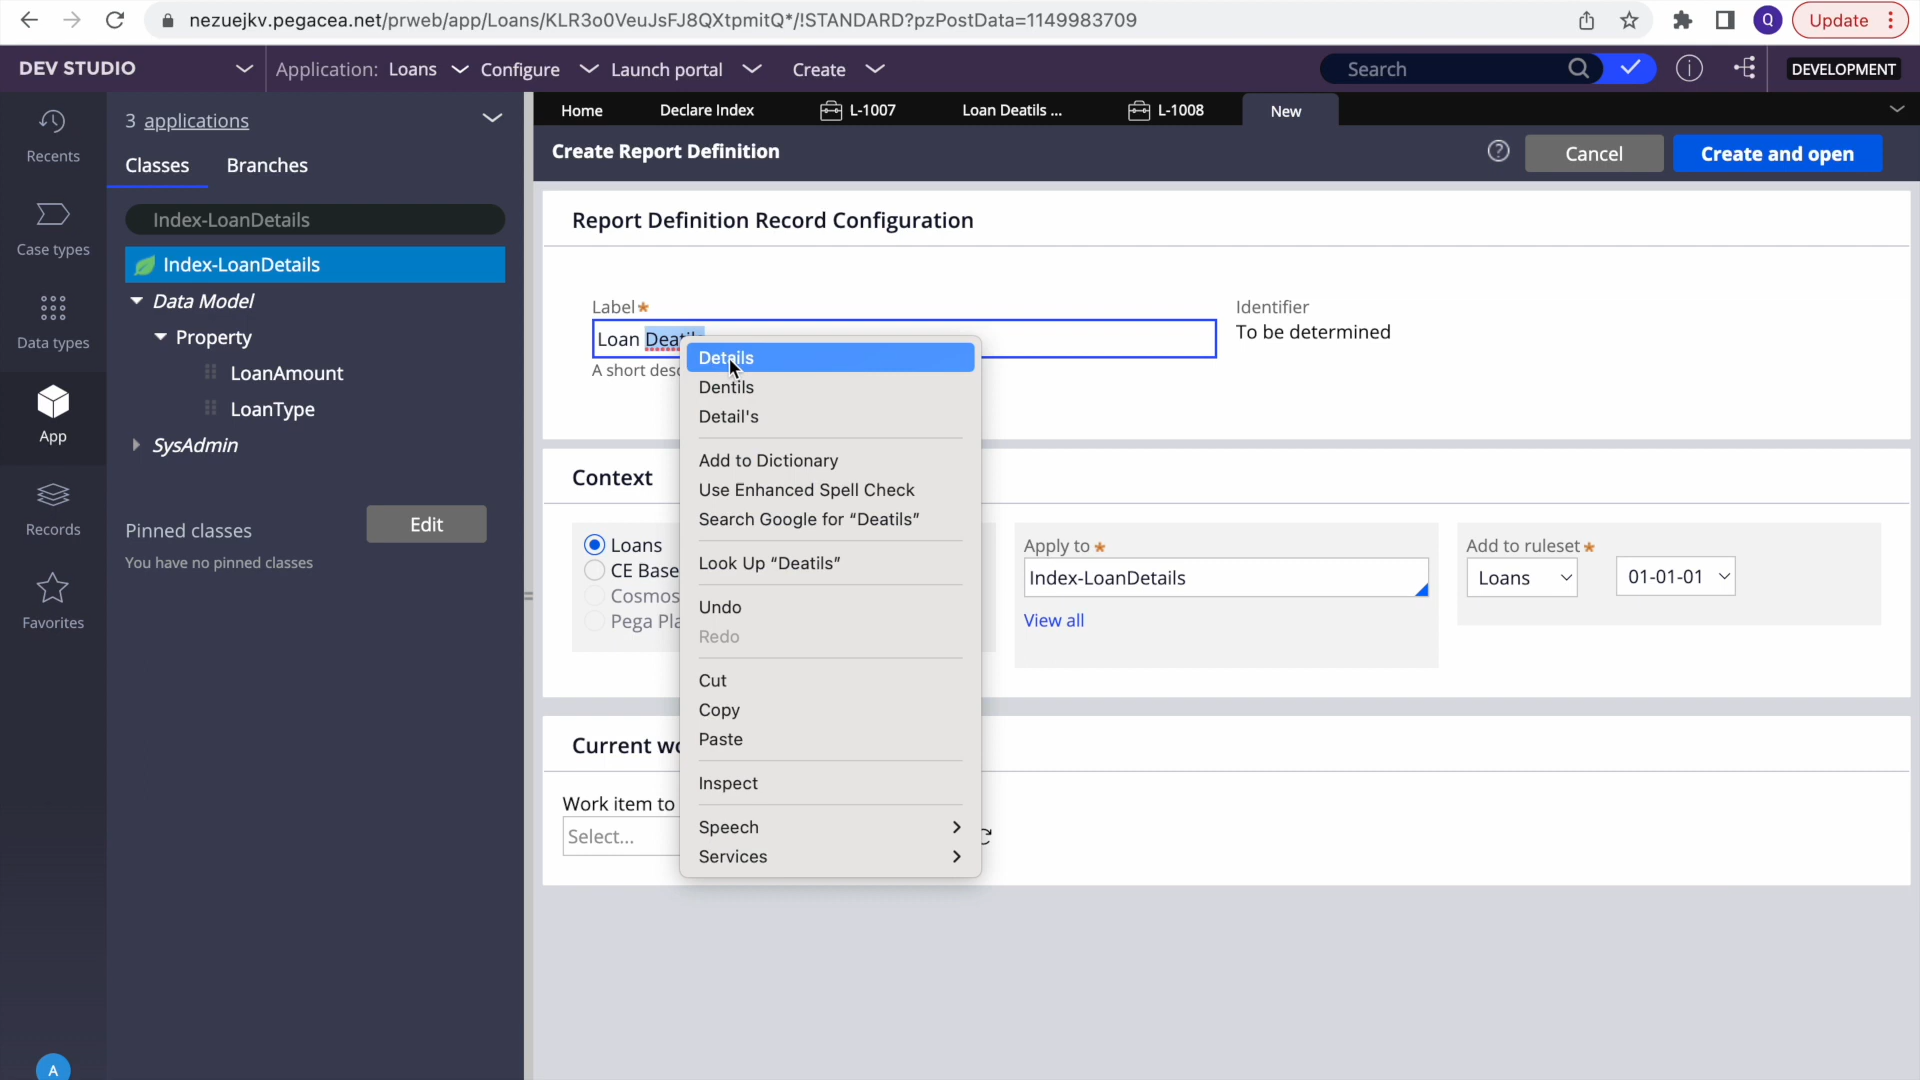 nezuejkv.pegacea.net/prweb/app/Loans/KLR3o0VeuJsFJ8QXtpmitQ*/!STANDARD?pzPostData=1149983709
Q
Update
DEV STUDIO
Application: Loans
Configure
Launch portal
Create
Search
DEVELOPMENT
Recents
Case types
Data types
App
Records
Favorites
A
3 applications
Classes
Branches
Index-LoanDetails
Index-LoanDetails
Data Model
Property
LoanAmount
LoanType
SysAdmin
Pinned classes
Edit
You have no pinned classes
Home
Declare Index
L-1007
Loan Deatils ...
L-1008
New
Create Report Definition
?
Cancel
Create and open
Report Definition Record Configuration
Label*
Loan Deatils
A short desc
Identifier
To be determined
Details
Dentils
Detail's
Add to Dictionary
Use Enhanced Spell Check
Search Google for “Deatils”
Look Up “Deatils”
Undo
Redo
Cut
Copy
Paste
Inspect
Speech
Services
Context
Loans
CE Base
Cosmos
Pega Pla
Apply to *
Index-LoanDetails
View all
Add to ruleset *
Loans
01-01-01
Current wo
Work item to
Select...